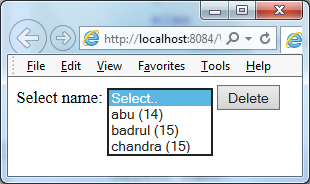 http://localhost:8084/
File Edit View Favorites Tools Help
Select name: Select.. Delete
abu (14)
badrul (15)
chandra (15)